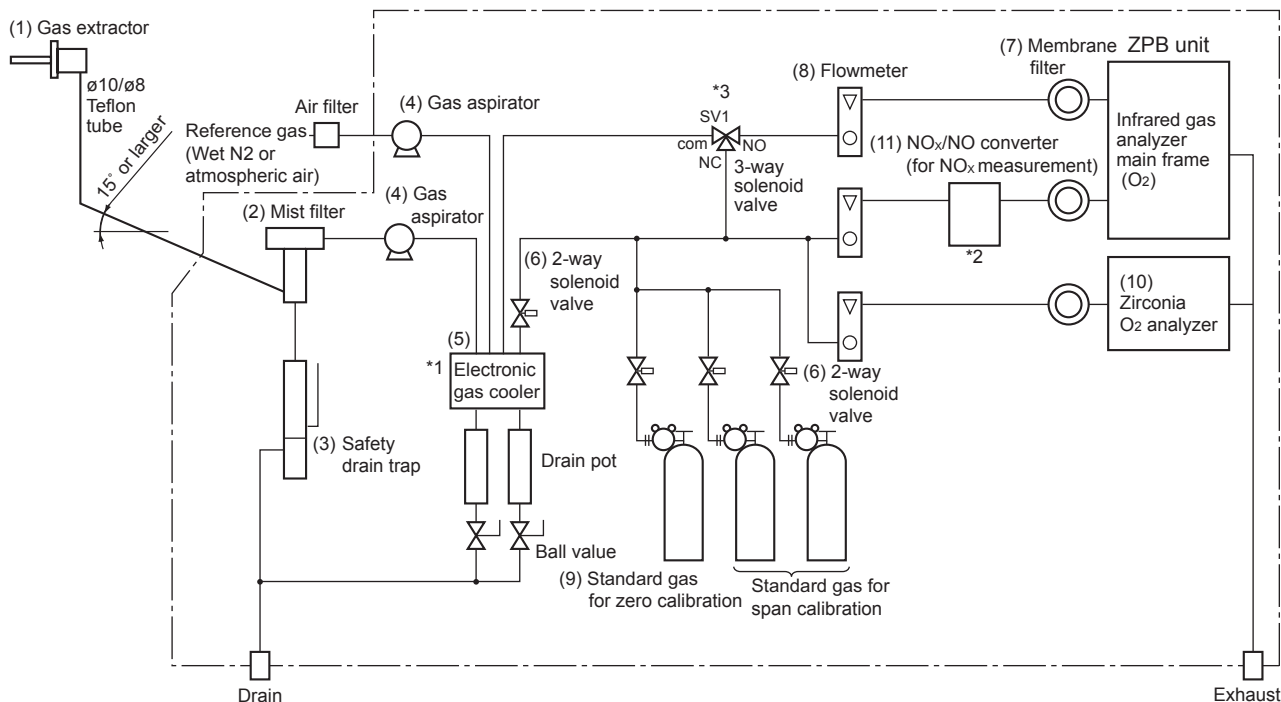 (1) Gas extractor
ø10/ø8
Teflon
tube
15° or larger
Air filter
Reference gas
(Wet N2 or
atmospheric air)
(4) Gas aspirator
(2) Mist filter
(4) Gas
aspirator
(3) Safety
drain trap
(5)
*1
Electronic
gas cooler
(6) 2-way
solenoid
valve
Drain pot
Ball value
*3
SV1
com
NO
NC
3-way
solenoid
valve
(8) Flowmeter
(7) Membrane
filter
ZPB unit
Infrared gas
analyzer
main frame
(O2)
(11) NOx/NO converter
(for NOx measurement)
*2
(10)
Zirconia
O2 analyzer
(6) 2-way
solenoid
valve
(9) Standard gas
for zero calibration
Standard gas for
span calibration
Drain
Exhaust